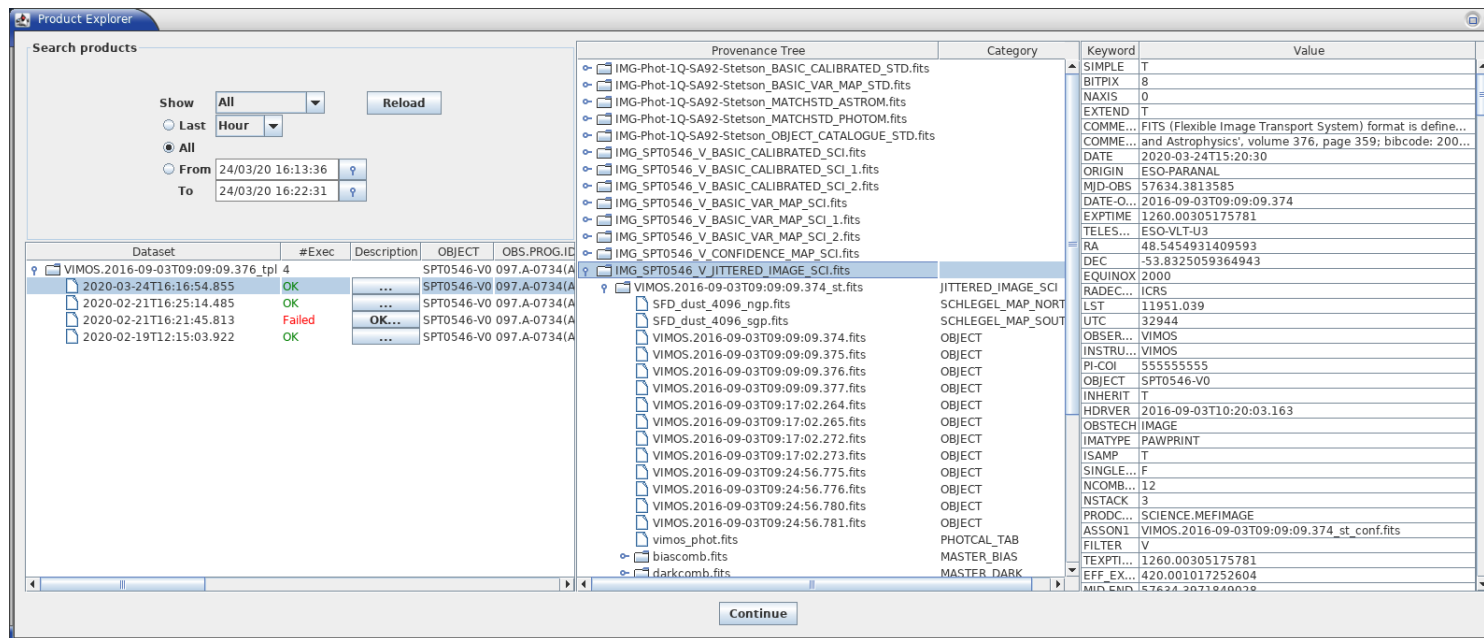 Product Explorer
Search products
Show All Reload
Last Hour
All
From 24/03/20 16:13:36
To 24/03/20 16:22:31
Dataset #Exec Description OBJECT OBS.PROG.ID
VIMOS.2016-09-03T09:09:09.376_tpl 4 SPT0546-V0 097.A-0734(A
2020-03-24T16:16:54.855 OK ... SPT0546-V0 097.A-0734(A
2020-02-21T16:25:14.485 OK ... SPT0546-V0 097.A-0734(A
2020-02-21T16:21:45.813 Failed OK... SPT0546-V0 097.A-0734(A
2020-02-19T12:15:03.922 OK ... SPT0546-V0 097.A-0734(A
Provenance Tree Category
IMG-Phot-1Q-SA92-Stetson_BASIC_CALIBRATED_STD.fits
IMG-Phot-1Q-SA92-Stetson_BASIC_VAR_MAP_STD.fits
IMG-Phot-1Q-SA92-Stetson_MATCHSTD_ASTROM.fits
IMG-Phot-1Q-SA92-Stetson_MATCHSTD_PHOTOM.fits
IMG-Phot-1Q-SA92-Stetson_OBJECT_CATALOGUE_STD.fits
IMG_SPT0546_V_BASIC_CALIBRATED_SCI.fits
IMG_SPT0546_V_BASIC_CALIBRATED_SCI_1.fits
IMG_SPT0546_V_BASIC_CALIBRATED_SCI_2.fits
IMG_SPT0546_V_BASIC_VAR_MAP_SCI.fits
IMG_SPT0546_V_BASIC_VAR_MAP_SCI_1.fits
IMG_SPT0546_V_BASIC_VAR_MAP_SCI_2.fits
IMG_SPT0546_V_CONFIDENCE_MAP_SCI.fits
IMG_SPT0546_V_JITTERED_IMAGE_SCI.fits
VIMOS.2016-09-03T09:09:09.374_st.fits JITTERED_IMAGE_SCI
SFD_dust_4096_ngp.fits SCHLEGEL_MAP_NORT
SFD_dust_4096_sgp.fits SCHLEGEL_MAP_SOUT
VIMOS.2016-09-03T09:09:09.374.fits OBJECT
VIMOS.2016-09-03T09:09:09.375.fits OBJECT
VIMOS.2016-09-03T09:09:09.376.fits OBJECT
VIMOS.2016-09-03T09:09:09.377.fits OBJECT
VIMOS.2016-09-03T09:17:02.264.fits OBJECT
VIMOS.2016-09-03T09:17:02.265.fits OBJECT
VIMOS.2016-09-03T09:17:02.272.fits OBJECT
VIMOS.2016-09-03T09:17:02.273.fits OBJECT
VIMOS.2016-09-03T09:24:56.775.fits OBJECT
VIMOS.2016-09-03T09:24:56.776.fits OBJECT
VIMOS.2016-09-03T09:24:56.780.fits OBJECT
VIMOS.2016-09-03T09:24:56.781.fits OBJECT
vimos_phot.fits PHOTCAL_TAB
biascomb.fits MASTER_BIAS
darkcomb.fits MASTER_DARK
Keyword Value
SIMPLE T
BITPIX 8
NAXIS 0
EXTEND T
COMME... FITS (Flexible Image Transport System) format is define...
COMME... and Astrophysics', volume 376, page 359; bibcode: 200...
DATE 2020-03-24T15:20:30
ORIGIN ESO-PARANAL
MJD-OBS 57634.3813585
DATE-O... 2016-09-03T09:09:09.374
EXPTIME 1260.00305175781
TELES... ESO-VLT-U3
RA 48.5454931409593
DEC -53.8325059364943
EQUINOX 2000
RADEC... ICRS
LST 11951.039
UTC 32944
OBSER... VIMOS
INSTRU... VIMOS
PI-COI 555555555
OBJECT SPT0546-V0
INHERIT T
HDRVER 2016-09-03T10:20:03.163
OBSTECH IMAGE
IMATYPE PAWPRINT
ISAMP T
SINGLE... F
NCOMB... 12
NSTACK 3
PRODC... SCIENCE.MEFIMAGE
ASSON1 VIMOS.2016-09-03T09:09:09.374_st_conf.fits
FILTER V
TEXPTI... 1260.00305175781
EFF_EX... 420.001017252604
MJD-END 57634.3971849028
Continue